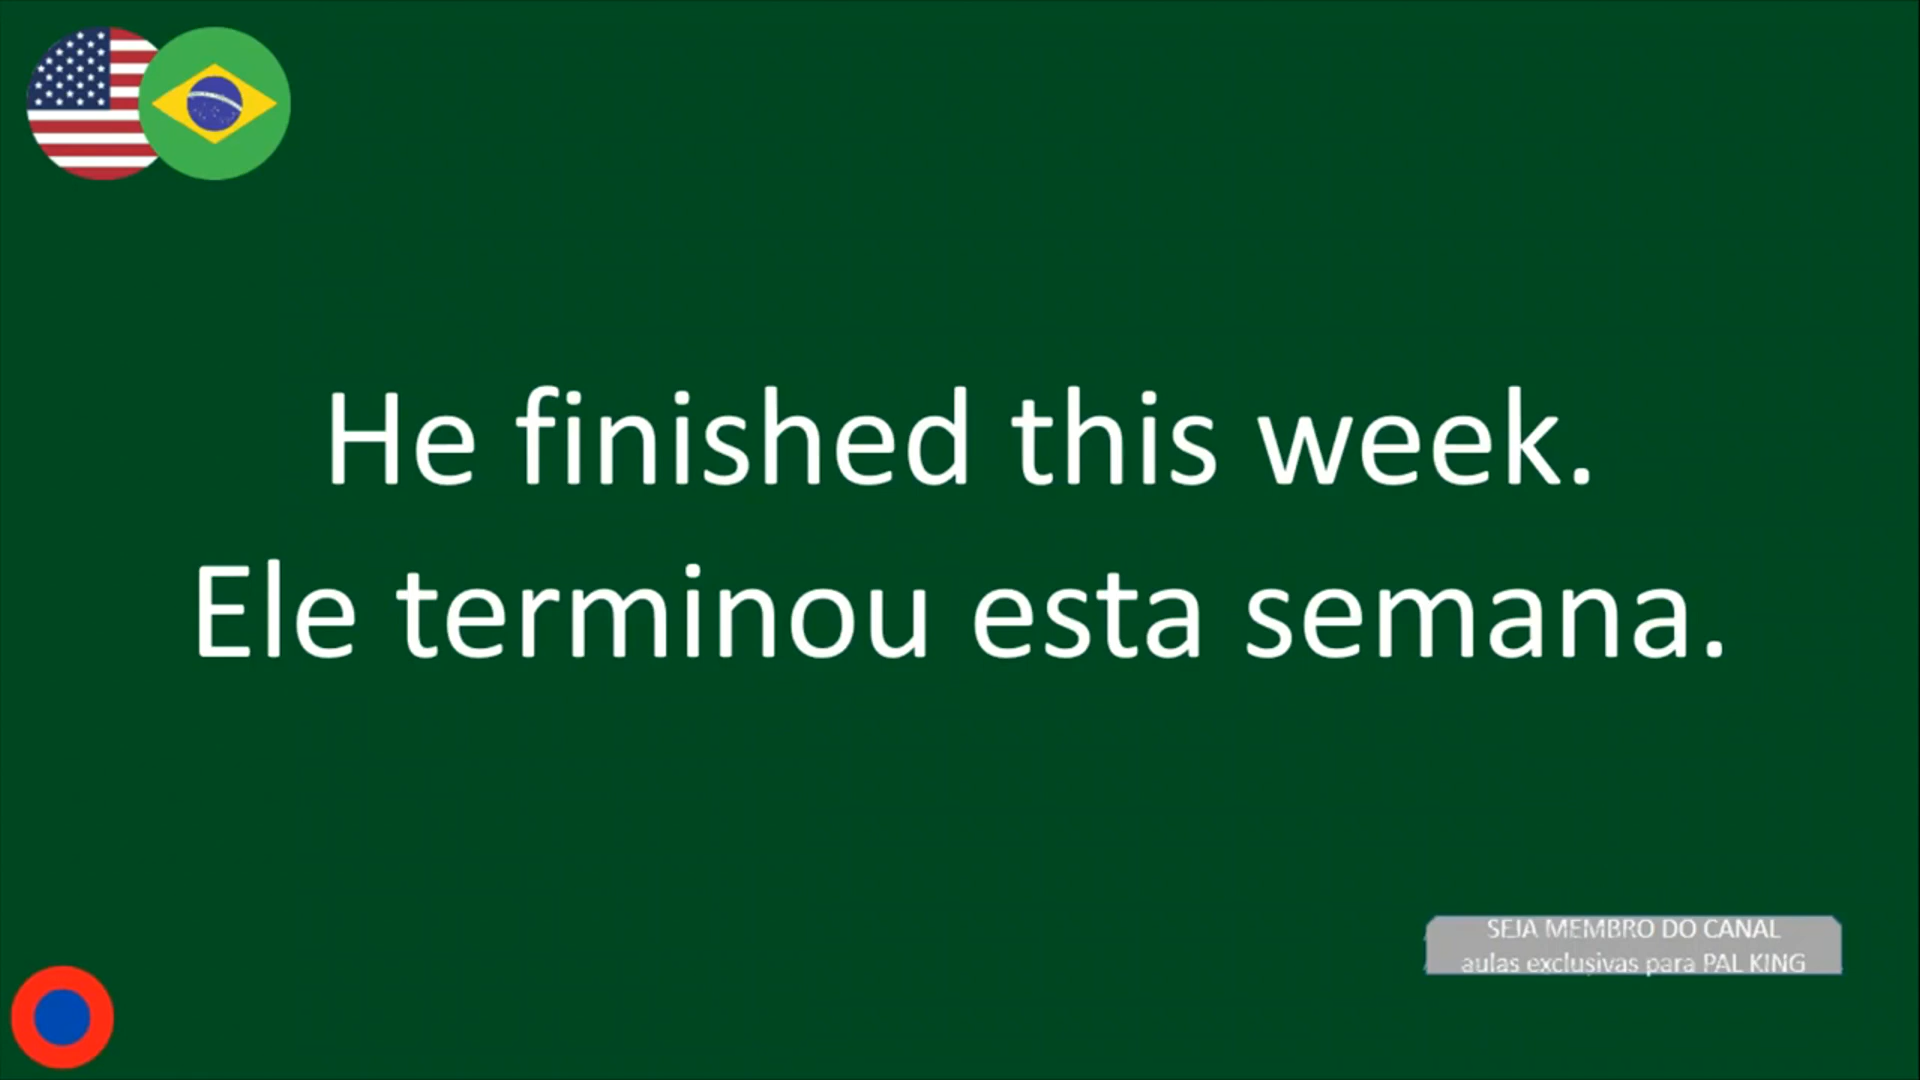 He finished this week.
Ele terminou esta semana.
SEJA MEMBRO DO CANAL
aulas exclusivas para PAL KING